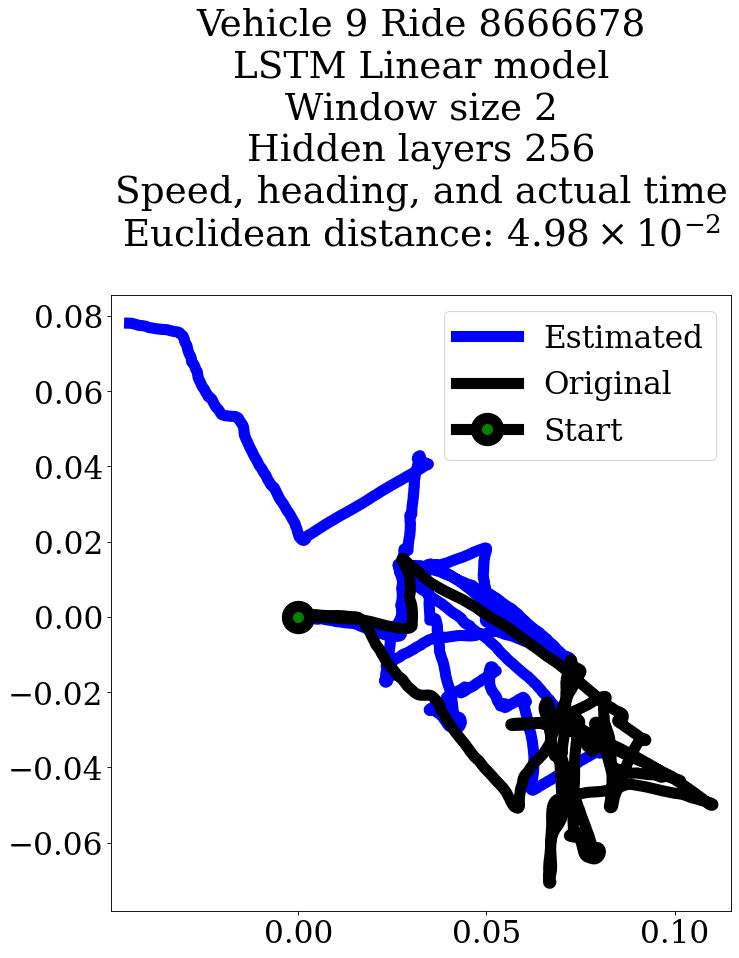 Vehicle 9 Ride 8666678
LSTM Linear model
Window size 2
Hidden layers 256
Speed, heading, and actual time
Euclidean distance: 4.98 × 10⁻²
Estimated
Original
Start
0.08
0.06
0.04
0.02
0.00
−0.02
−0.04
−0.06
0.00
0.05
0.10